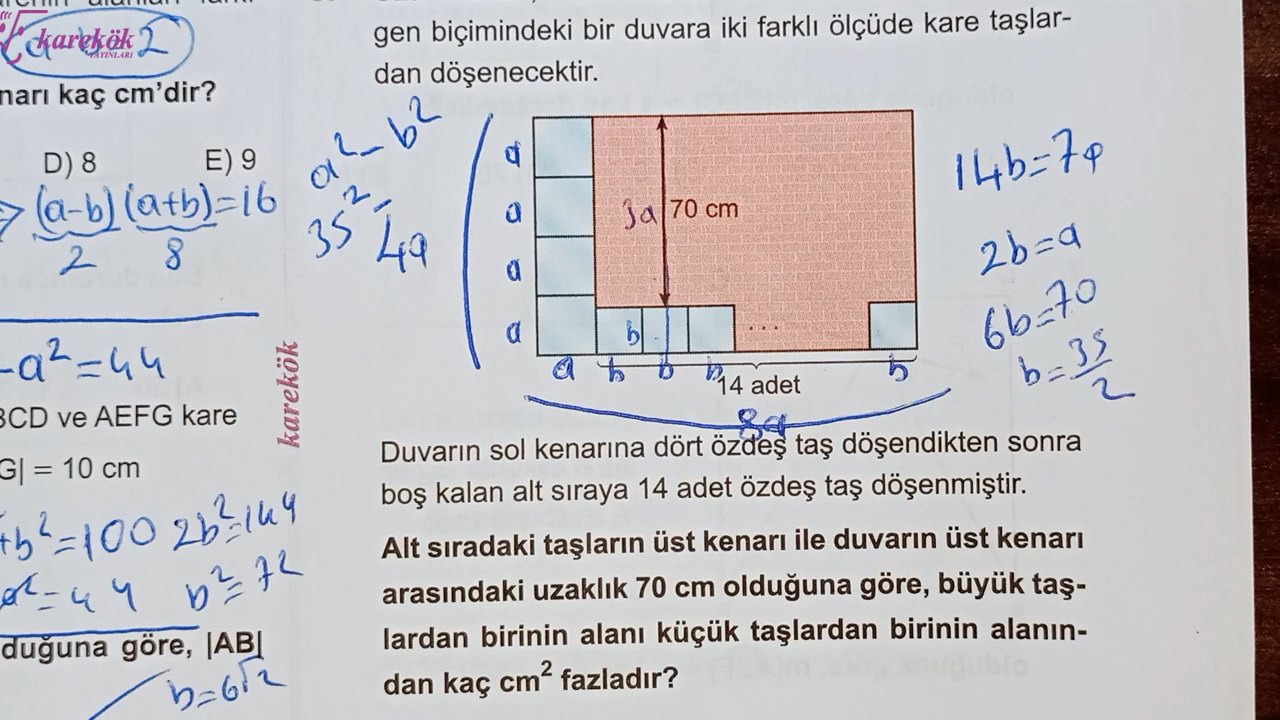 karekök
YAYINLARI
narı kaç cm'dir?
D) 8 E) 9
(a-b)(a+b)=16
2 8
-a²=44
BCD ve AEFG kare
G| = 10 cm
+b²=100 2b²=144
a²=44 b²=72
duğuna göre, |AB|
b=6√2
karekök
gen biçimindeki bir duvara iki farklı ölçüde kare taşlar-
dan döşenecektir.
a²-b²
35²-
49
a
a
a
a
3a 70 cm
b
...
a b b b b
14 adet
8a
14b=7a
2b=a
6b=70
b=35/2
Duvarın sol kenarına dört özdeş taş döşendikten sonra
boş kalan alt sıraya 14 adet özdeş taş döşenmiştir.
Alt sıradaki taşların üst kenarı ile duvarın üst kenarı
arasındaki uzaklık 70 cm olduğuna göre, büyük taş-
lardan birinin alanı küçük taşlardan birinin alanın-
dan kaç cm² fazladır?